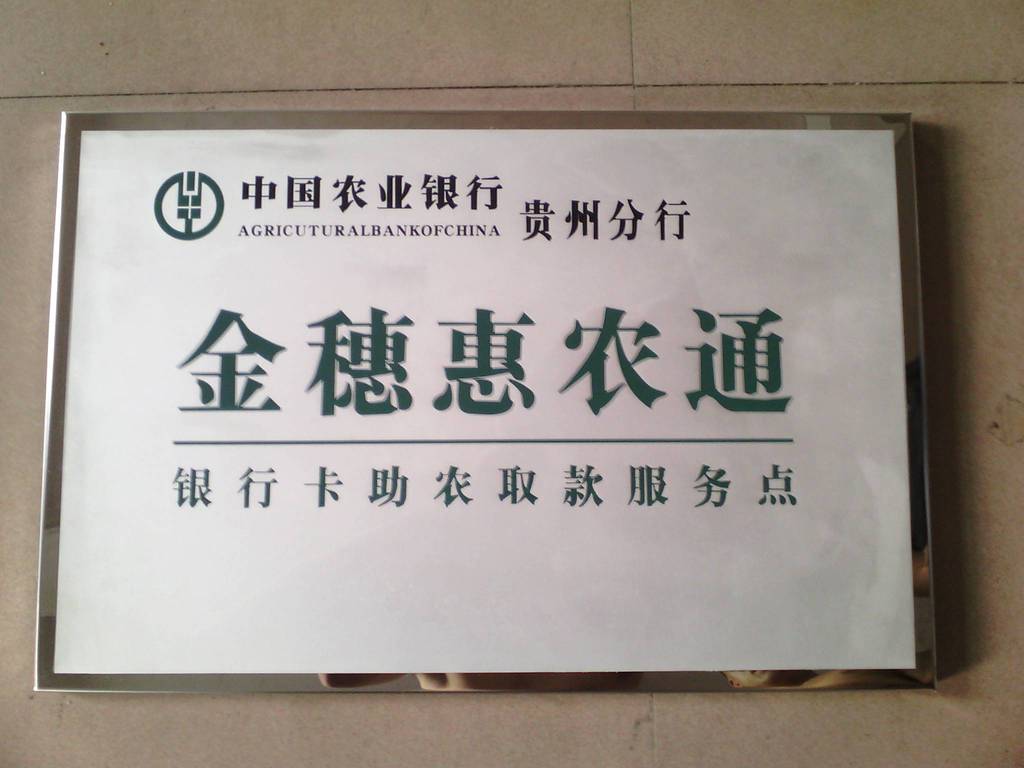 中国农业银行 贵州分行
AGRICUTURALBANKOFCHINA
金穗惠农通
银行卡助农取款服务点